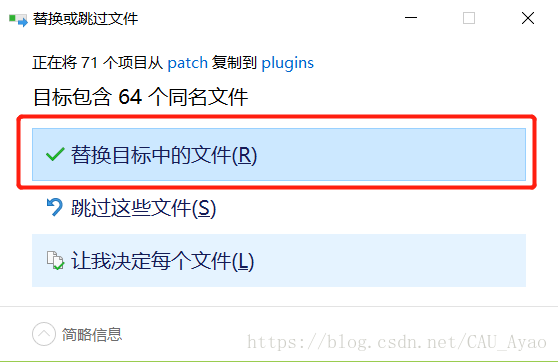 替换或跳过文件
正在将 71 个项目从 patch 复制到 plugins
目标包含 64 个同名文件
替换目标中的文件(R)
跳过这些文件(S)
让我决定每个文件(L)
简略信息
https://blog.csdn.net/CAU_Ayao